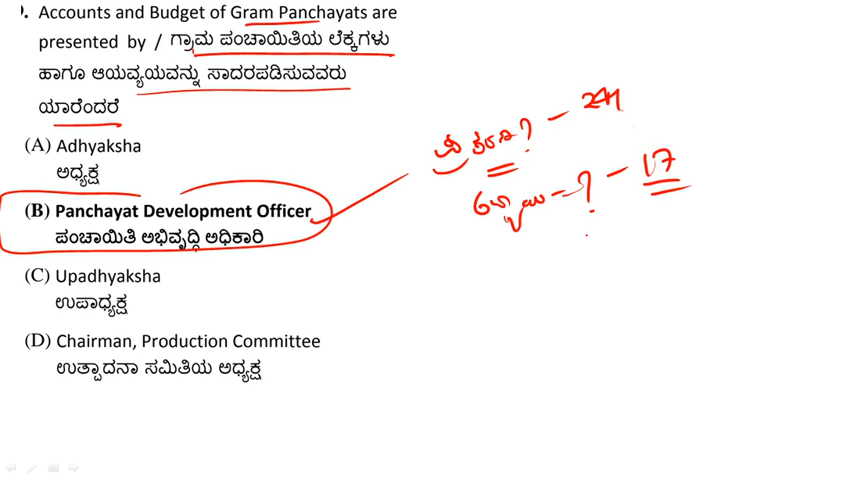 Accounts and Budget of Gram Panchayats are
presented by / ಗ್ರಾಮ ಪಂಚಾಯಿತಿಯ ಲೆಕ್ಕಗಳು
ಹಾಗೂ ಆಯವ್ಯಯವನ್ನು ಸಾದರಪಡಿಸುವವರು
ಯಾರೆಂದರೆ
(A) Adhyaksha
ಅಧ್ಯಕ್ಷ
(B) Panchayat Development Officer
ಪಂಚಾಯಿತಿ ಅಭಿವೃದ್ಧಿ ಅಧಿಕಾರಿ
(C) Upadhyaksha
ಉಪಾಧ್ಯಕ್ಷ
(D) Chairman, Production Committee
ಉತ್ಪಾದನಾ ಸಮಿತಿಯ ಅಧ್ಯಕ್ಷ
? -
- ? - 17